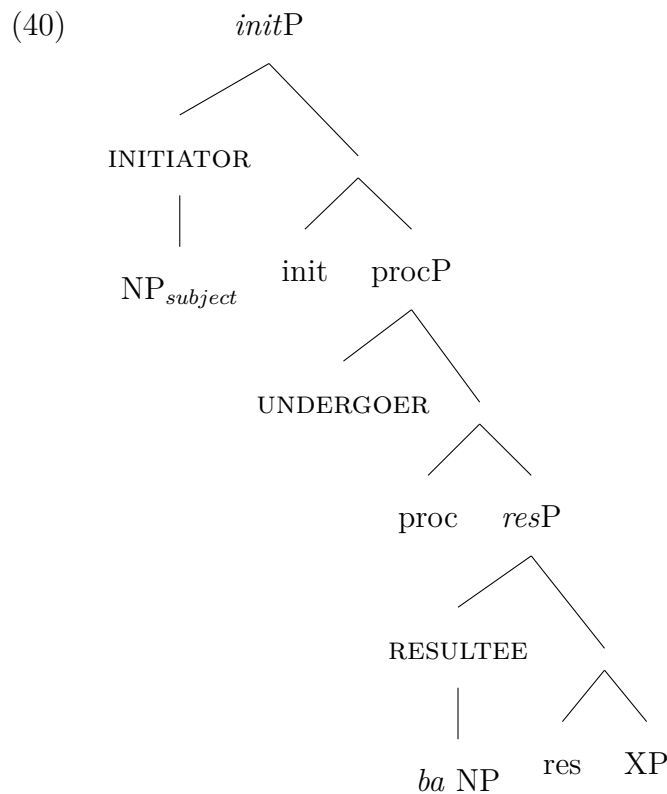 (40) initP
INITIATOR
NP_subject init procP
UNDERGOER
proc resP
RESULTEE
ba NP res XP